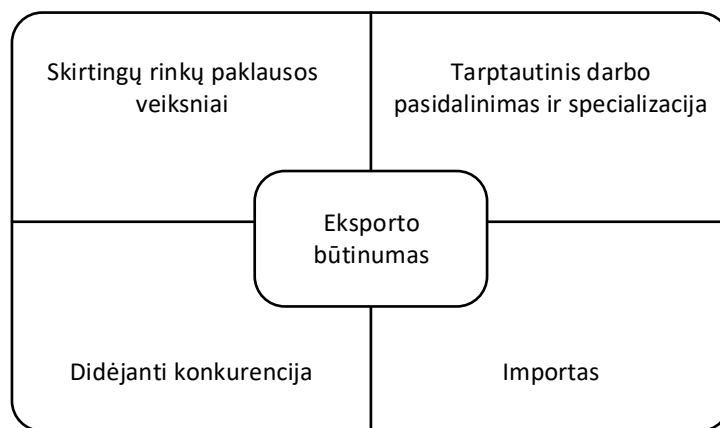 Skirtingų rinkų paklausos
veiksniai
Tarptautinis darbo
pasidalinimas ir specializacija
Eksporto
būtinumas
Didėjanti konkurencija
Importas